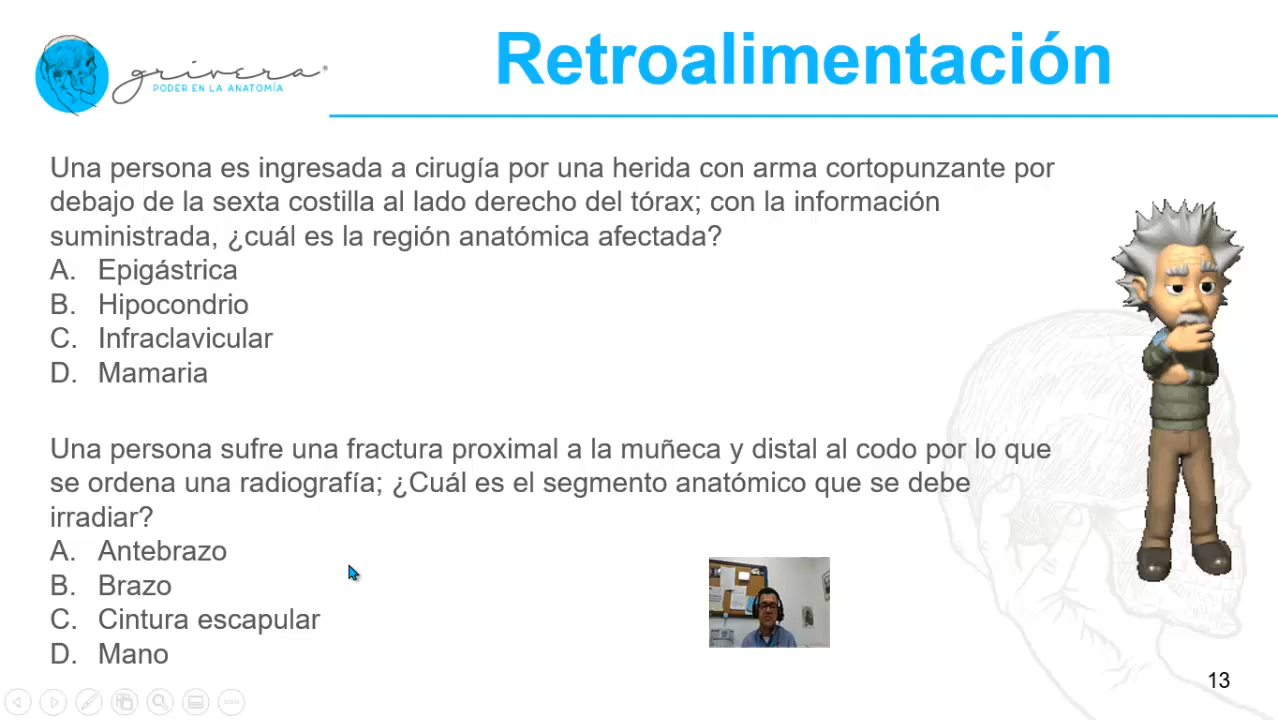 Retroalimentación
grivera®
PODER EN LA ANATOMÍA
Una persona es ingresada a cirugía por una herida con arma cortopunzante por
debajo de la sexta costilla al lado derecho del tórax; con la información
suministrada, ¿cuál es la región anatómica afectada?
A. Epigástrica
B. Hipocondrio
C. Infraclavicular
D. Mamaria
Una persona sufre una fractura proximal a la muñeca y distal al codo por lo que
se ordena una radiografía; ¿Cuál es el segmento anatómico que se debe
irradiar?
A. Antebrazo
B. Brazo
C. Cintura escapular
D. Mano
13